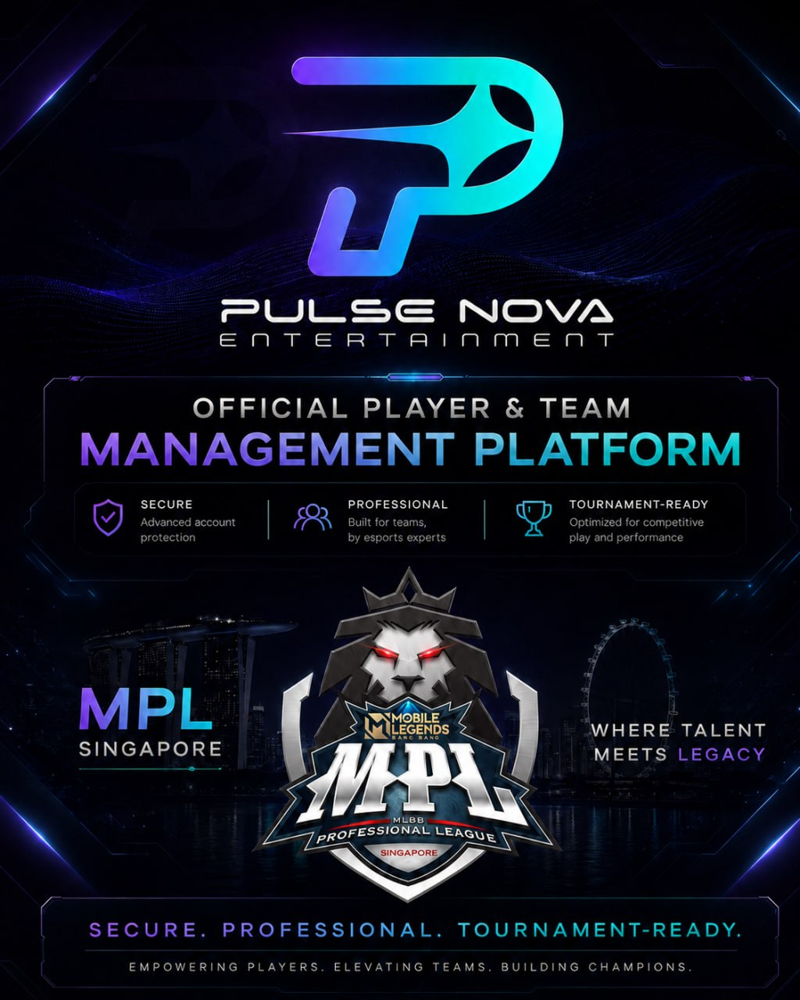 PULSE NOVA
ENTERTAINMENT
OFFICIAL PLAYER & TEAM
MANAGEMENT PLATFORM
SECURE
Advanced account
protection
PROFESSIONAL
Built for teams,
by esports experts
TOURNAMENT-READY
Optimized for competitive
play and performance
MPL
SINGAPORE
MOBILE
LEGENDS
BANG BANG
MPL
MLBB
PROFESSIONAL LEAGUE
SINGAPORE
WHERE TALENT
MEETS LEGACY
SECURE. PROFESSIONAL. TOURNAMENT-READY.
EMPOWERING PLAYERS. ELEVATING TEAMS. BUILDING CHAMPIONS.